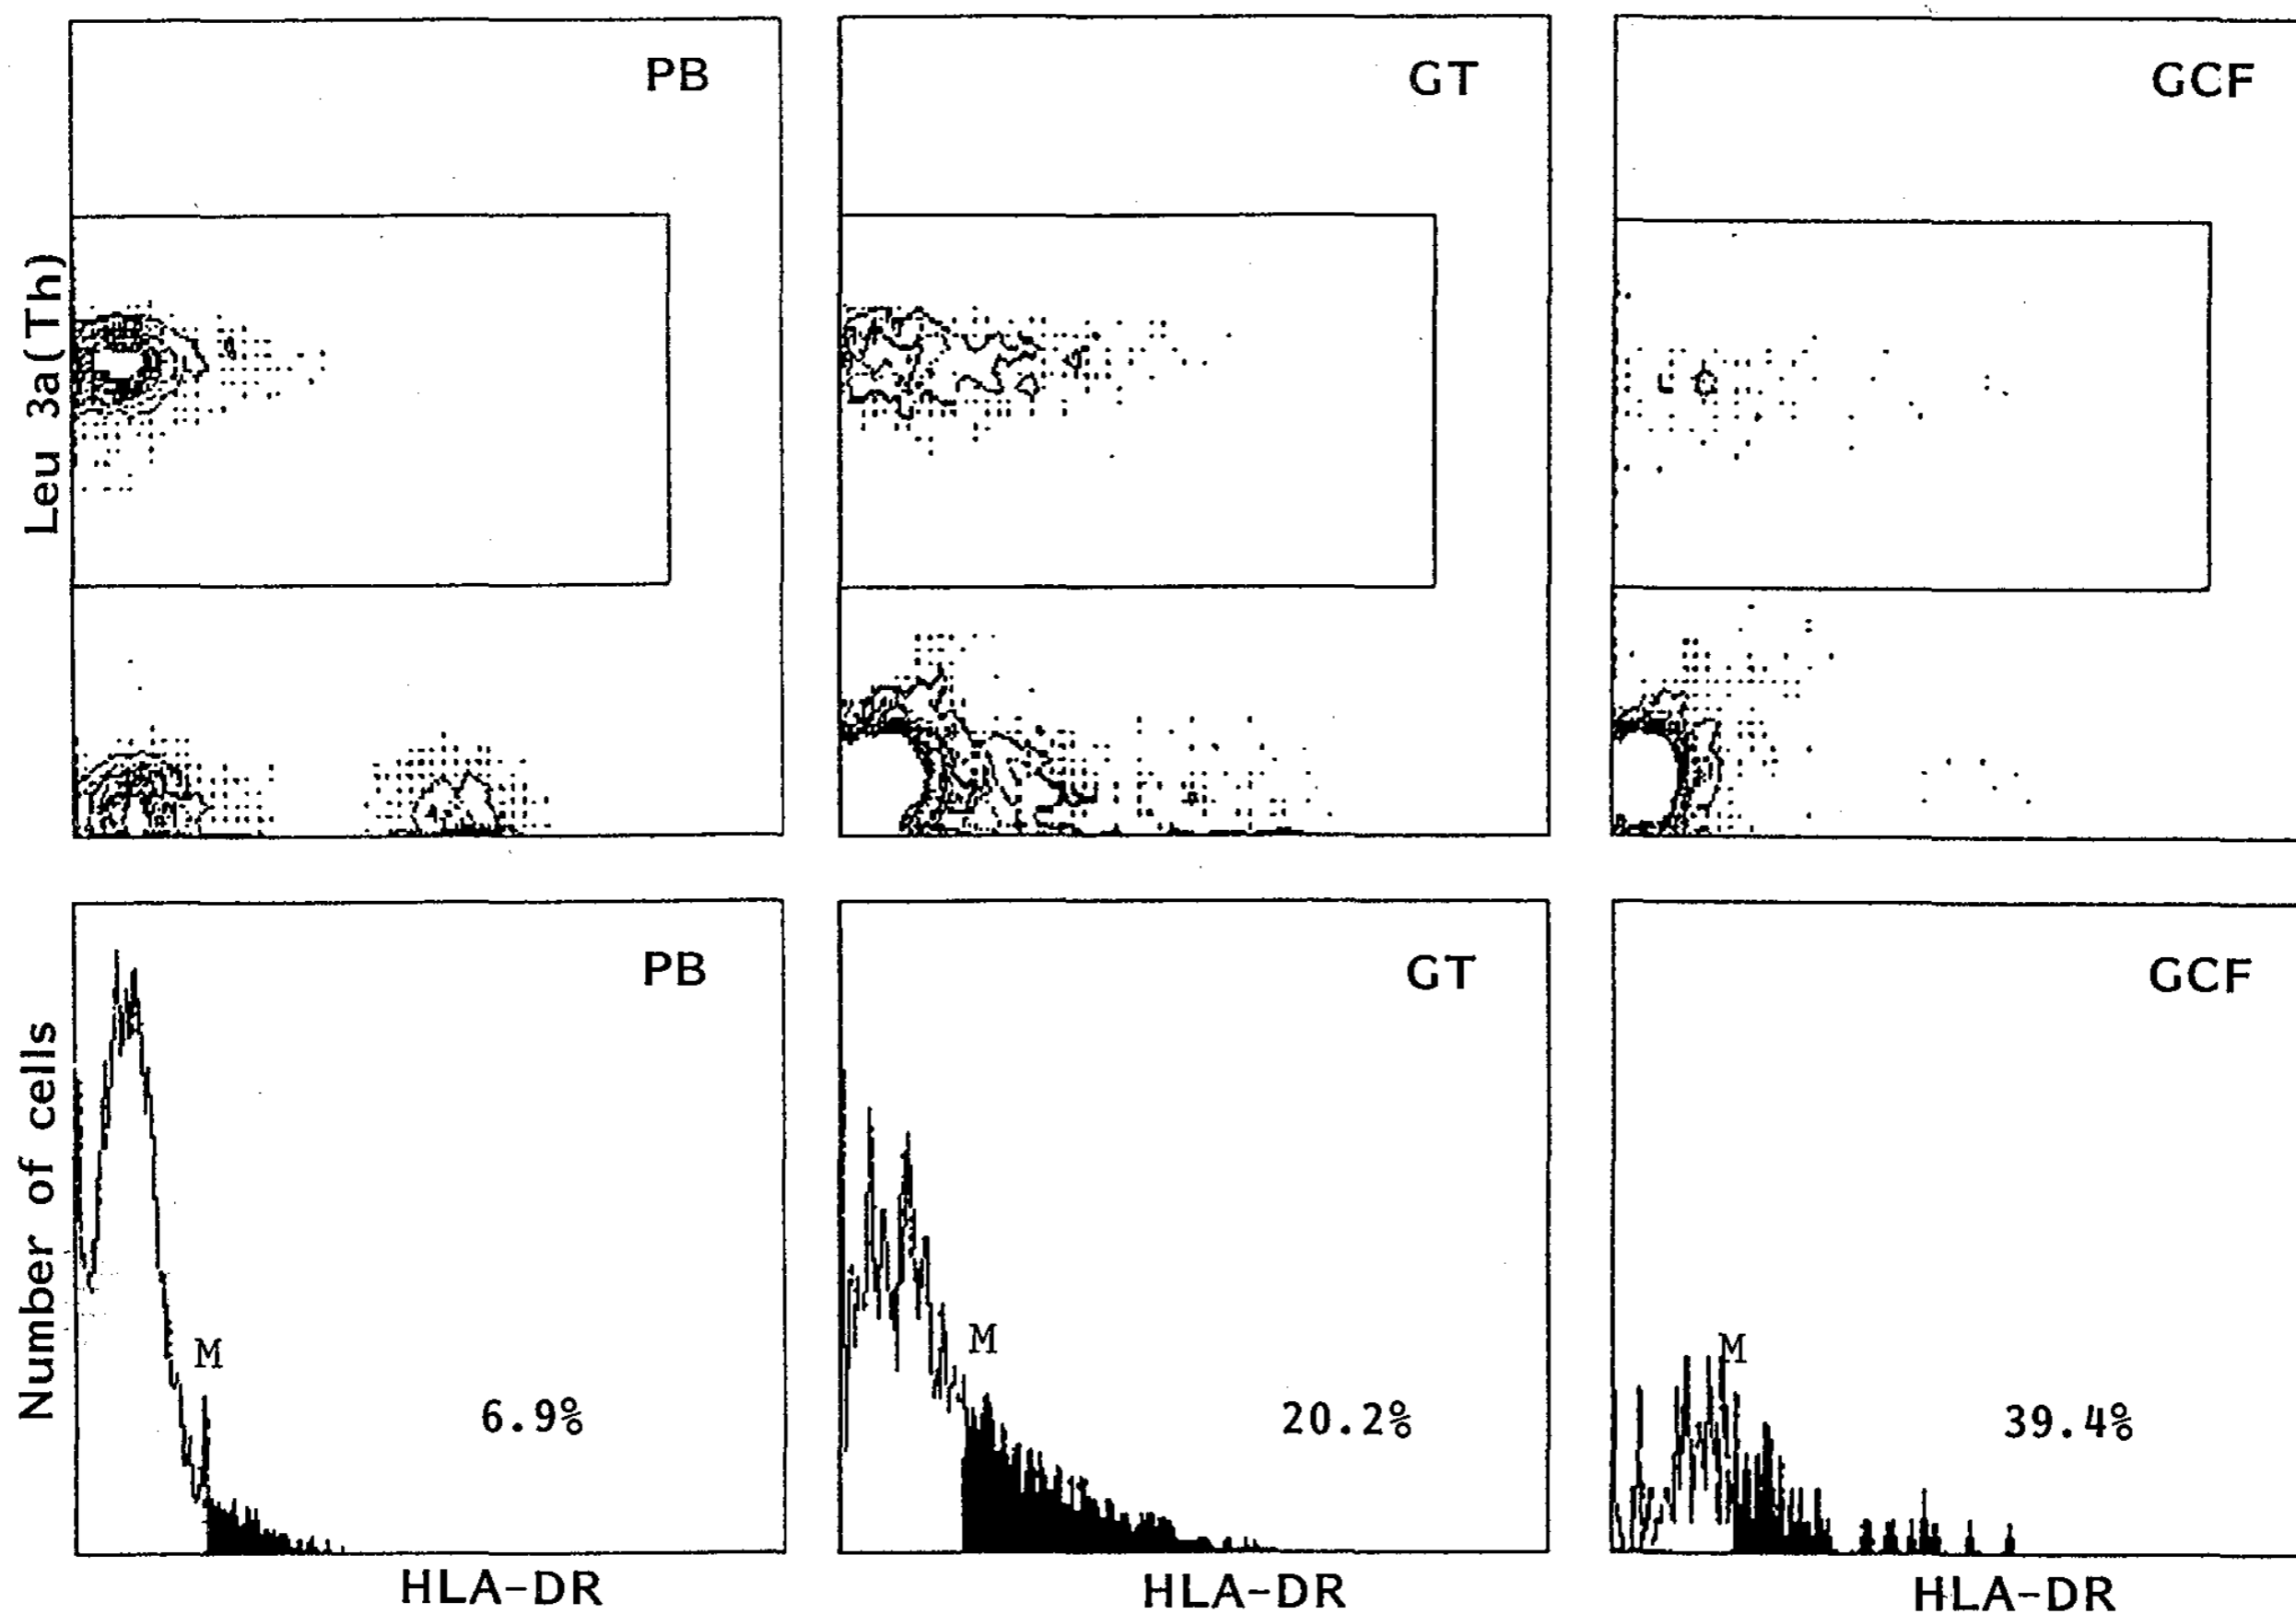 PB
GT
GCF
Leu 3a(Th)
PB
GT
GCF
Number of cells
M
M
M
6.9%
20.2%
39.4%
HLA-DR
HLA-DR
HLA-DR